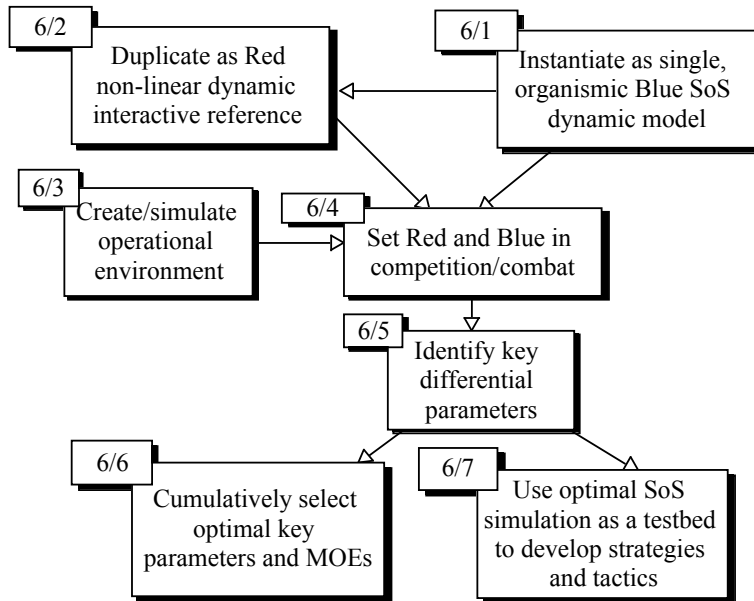 6/2
Duplicate as Red
non-linear dynamic
interactive reference
6/1
Instantiate as single,
organismic Blue SoS
dynamic model
6/3
Create/simulate
operational
environment
6/4
Set Red and Blue in
competition/combat
6/5
Identify key
differential
parameters
6/6
Cumulatively select
optimal key
parameters and MOEs
6/7
Use optimal SoS
simulation as a testbed
to develop strategies
and tactics